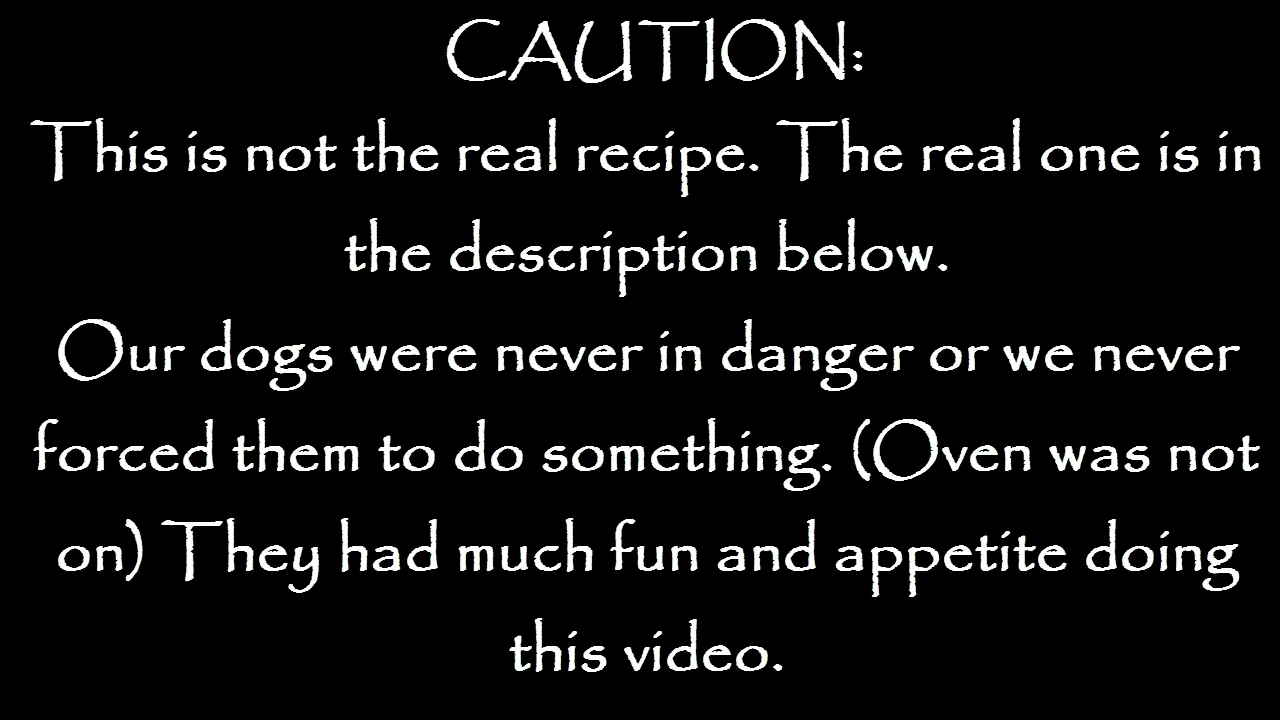 CAUTION:
This is not the real recipe. The real one is in
the description below.
Our dogs were never in danger or we never
forced them to do something. (Oven was not
on) They had much fun and appetite doing
this video.